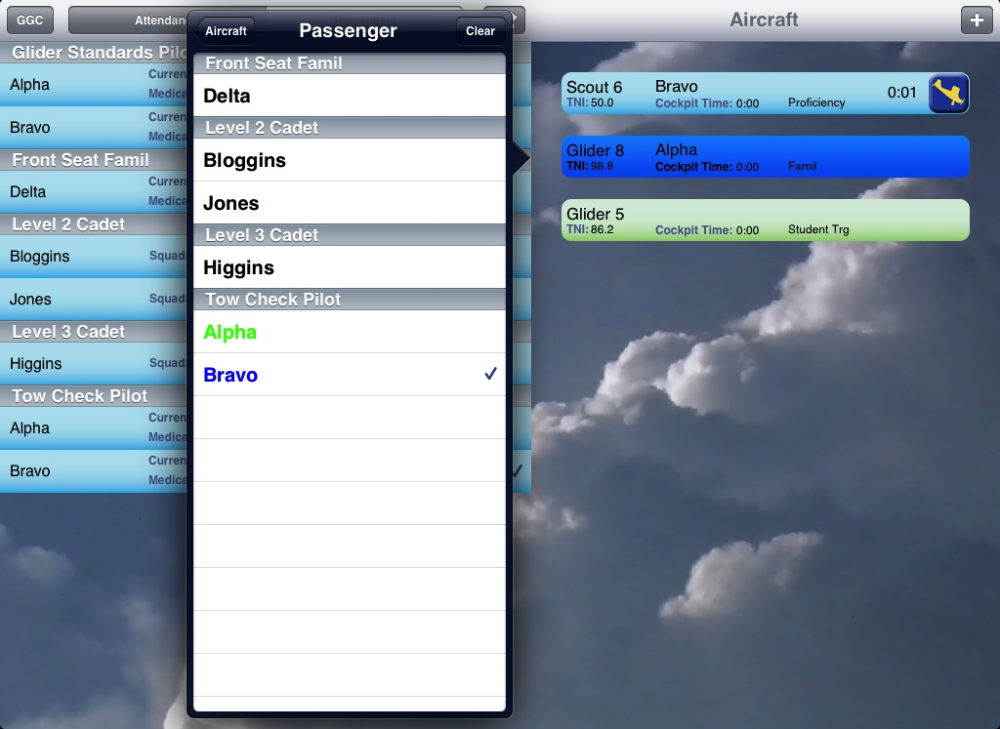 GGC
Attendan
Glider Standards Pilo
Alpha
Curren
Medica
Bravo
Curren
Medica
Front Seat Famil
Delta
Curren
Medica
Level 2 Cadet
Bloggins
Squad
Jones
Squad
Level 3 Cadet
Higgins
Squad
Tow Check Pilot
Alpha
Curren
Medica
Bravo
Curren
Medica
Aircraft
Passenger
Clear
Front Seat Famil
Delta
Level 2 Cadet
Bloggins
Jones
Level 3 Cadet
Higgins
Tow Check Pilot
Alpha
Bravo
Aircraft
Scout 6 Bravo 0:01
TNI: 50.0 Cockpit Time: 0:00 Proficiency
Glider 8 Alpha
TNI: 98.8 Cockpit Time: 0:00 Famil
Glider 5
TNI: 86.2 Cockpit Time: 0:00 Student Trg